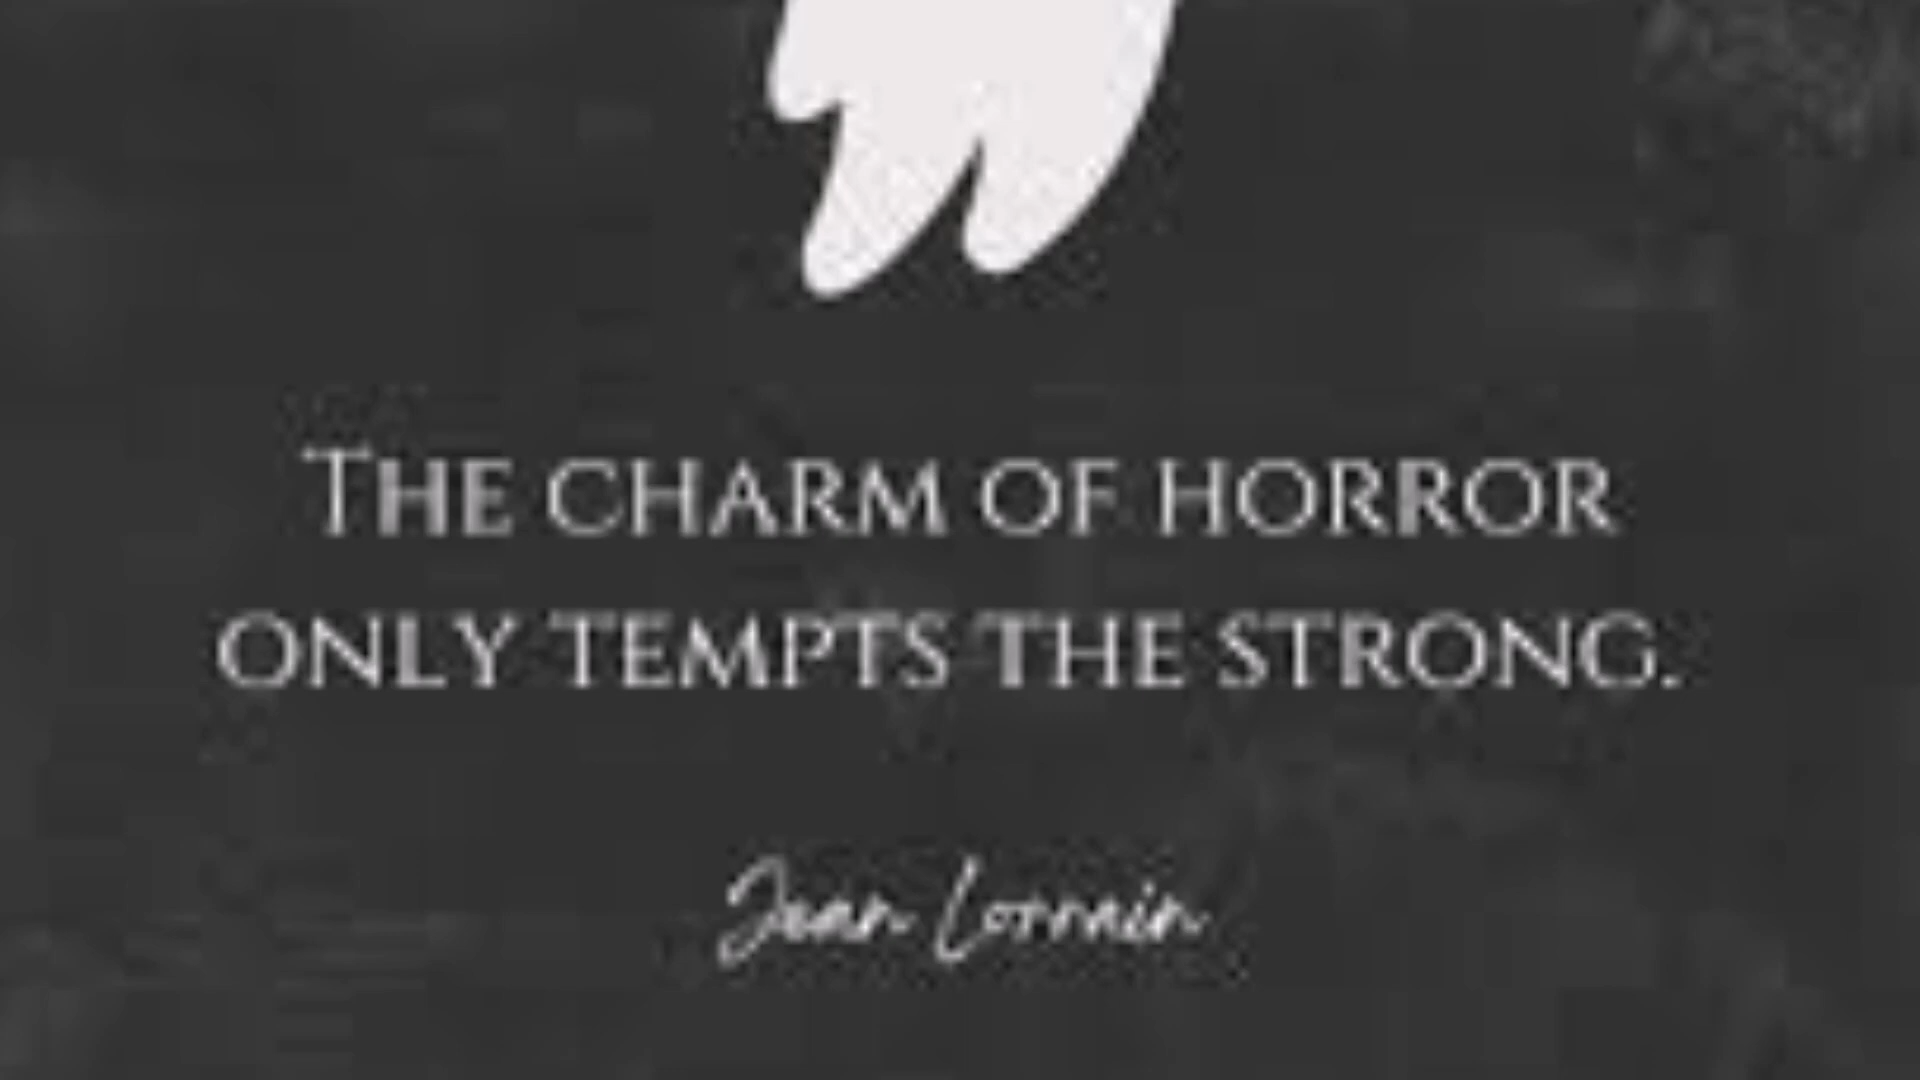 The charm of horror
only tempts the strong.
Jean Lorrain